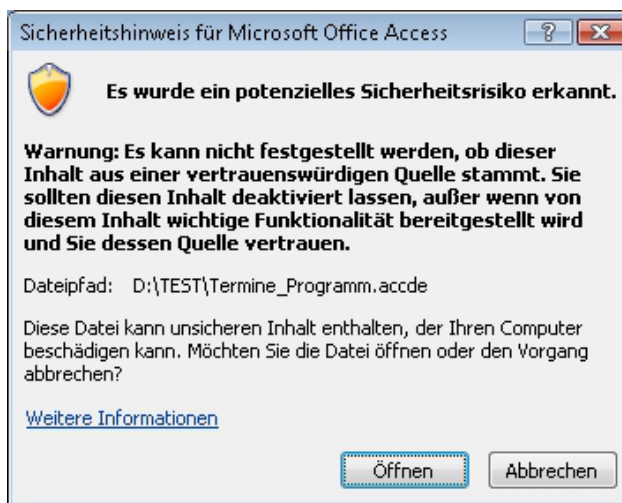 Sicherheitshinweis für Microsoft Office Access
Es wurde ein potenzielles Sicherheitsrisiko erkannt.
Warnung: Es kann nicht festgestellt werden, ob dieser
Inhalt aus einer vertrauenswürdigen Quelle stammt. Sie
sollten diesen Inhalt deaktiviert lassen, außer wenn von
diesem Inhalt wichtige Funktionalität bereitgestellt wird
und Sie dessen Quelle vertrauen.
Dateipfad: D:\TEST\Termine_Programm.accde
Diese Datei kann unsicheren Inhalt enthalten, der Ihren Computer
beschädigen kann. Möchten Sie die Datei öffnen oder den Vorgang
abbrechen?
Weitere Informationen
Öffnen Abbrechen